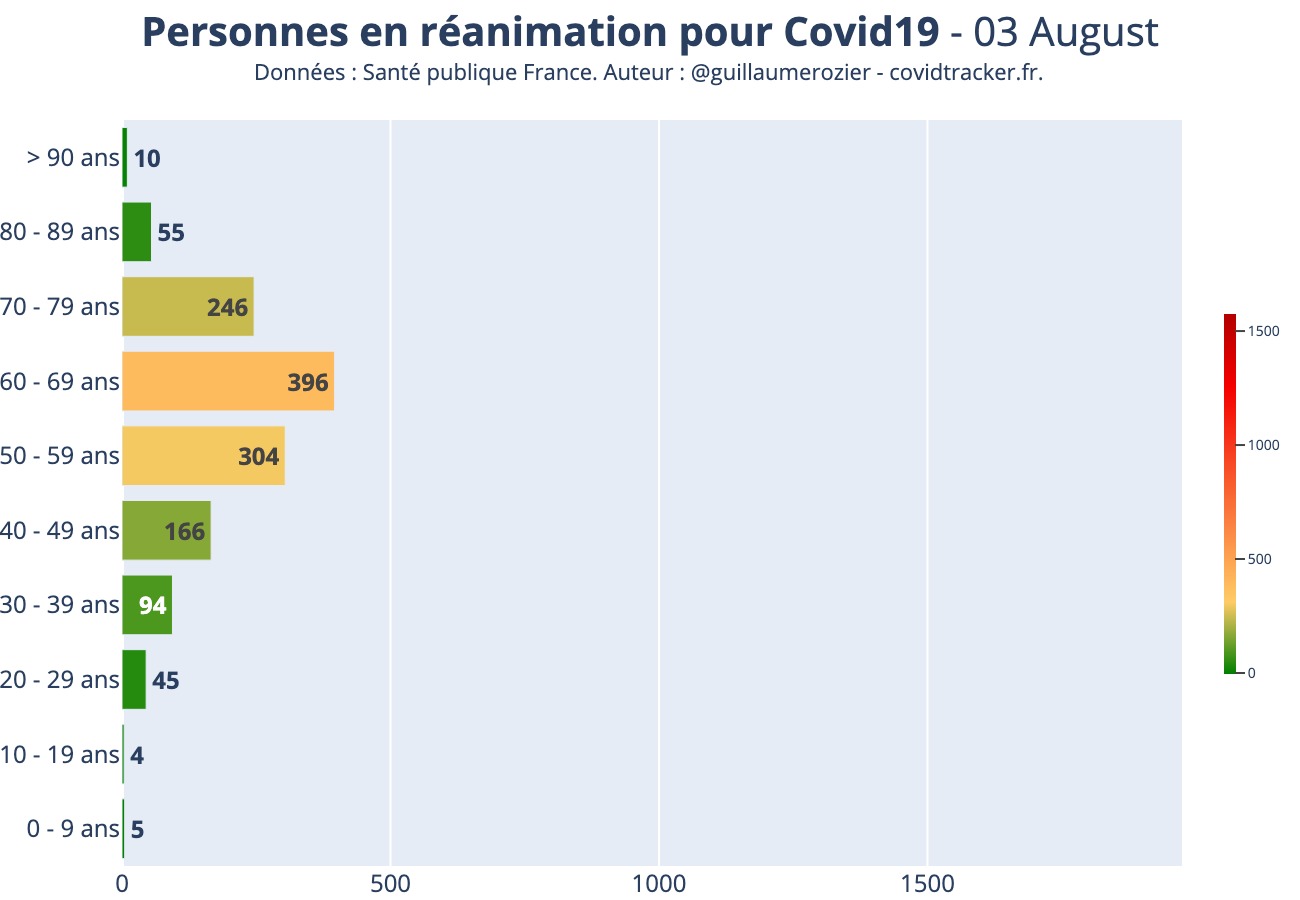 Personnes en réanimation pour Covid19 - 03 August
Données : Santé publique France. Auteur : @guillaumerozier - covidtracker.fr.
> 90 ans 10
80 - 89 ans 55
70 - 79 ans 246
60 - 69 ans 396
50 - 59 ans 304
40 - 49 ans 166
30 - 39 ans 94
20 - 29 ans 45
10 - 19 ans 4
0 - 9 ans 5
0 500 1000 1500
1500
1000
500
0